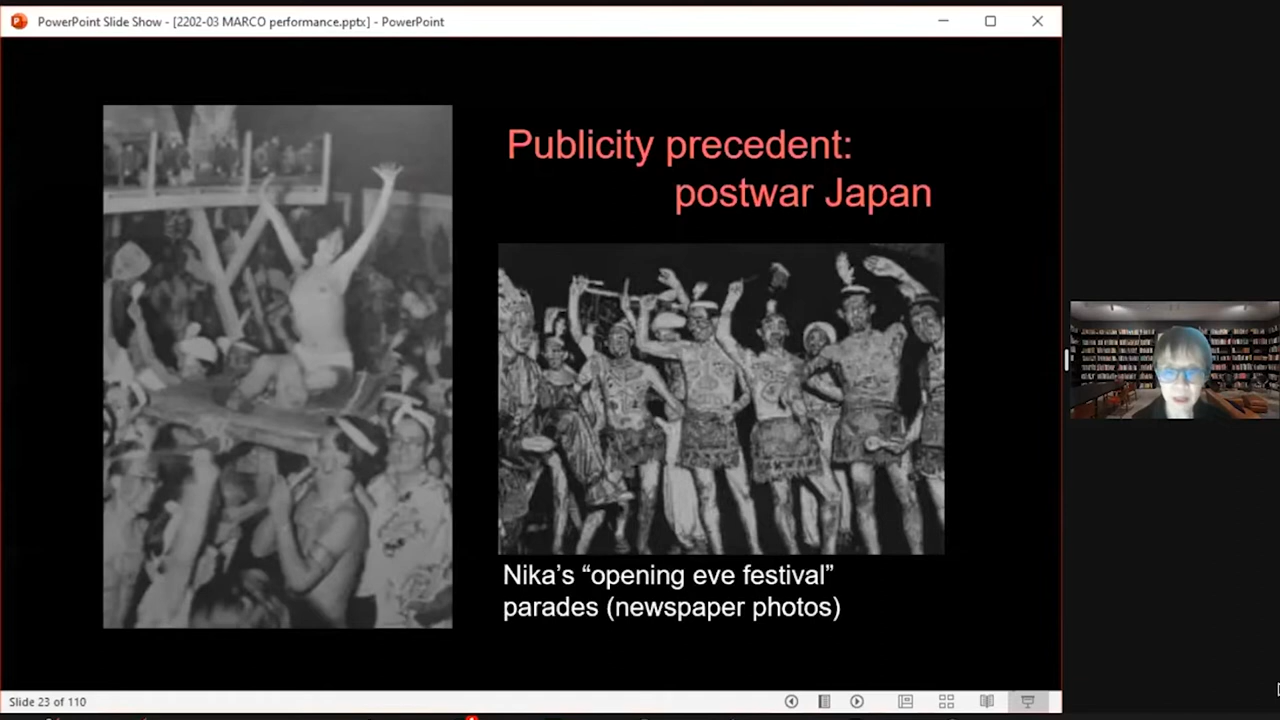 PowerPoint Slide Show - [2202-03 MARCO performance.pptx] - PowerPoint
Publicity precedent:
postwar Japan
Nika’s “opening eve festival”
parades (newspaper photos)
Slide 23 of 110